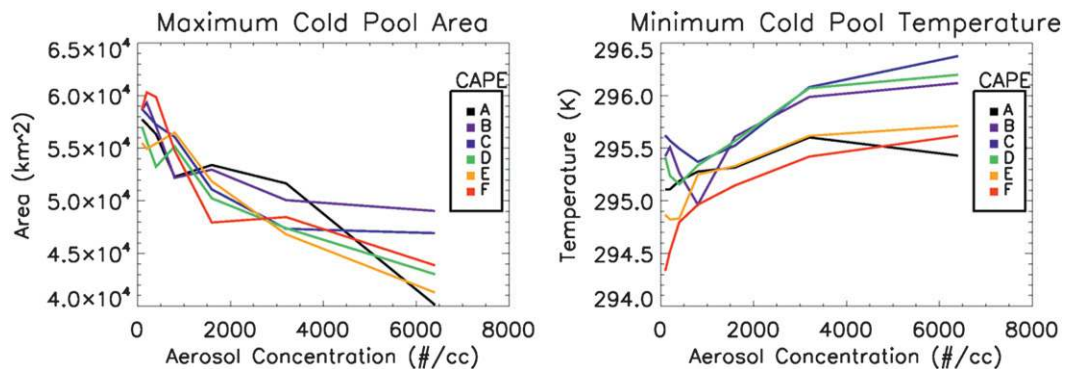 Maximum Cold Pool Area
6.5×10⁴
6.0×10⁴
5.5×10⁴
5.0×10⁴
4.5×10⁴
4.0×10⁴
Area (km2)
0 2000 4000 6000 8000
Aerosol Concentration (#/cc)
CAPE
A
B
C
D
E
F
Minimum Cold Pool Temperature
296.5
296.0
295.5
295.0
294.5
294.0
Temperature (K)
0 2000 4000 6000 8000
Aerosol Concentration (#/cc)
CAPE
A
B
C
D
E
F